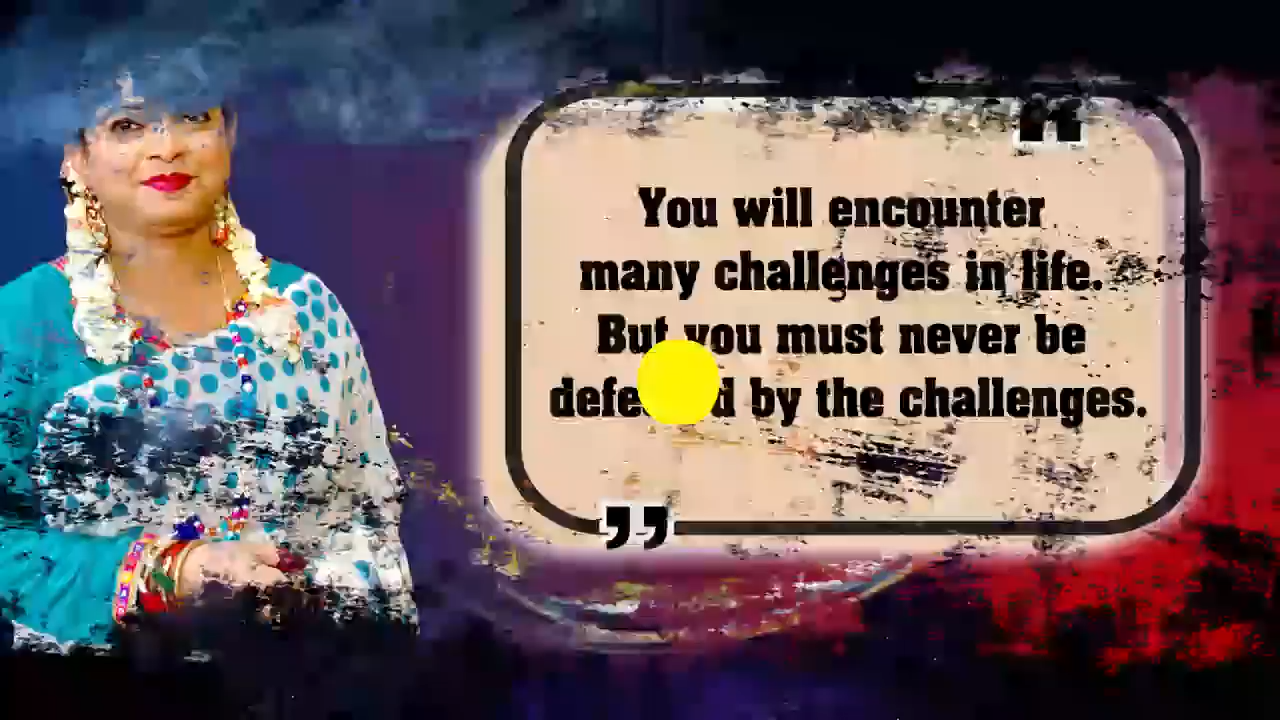 You will encounter
many challenges in life.
But you must never be
by the challenges.